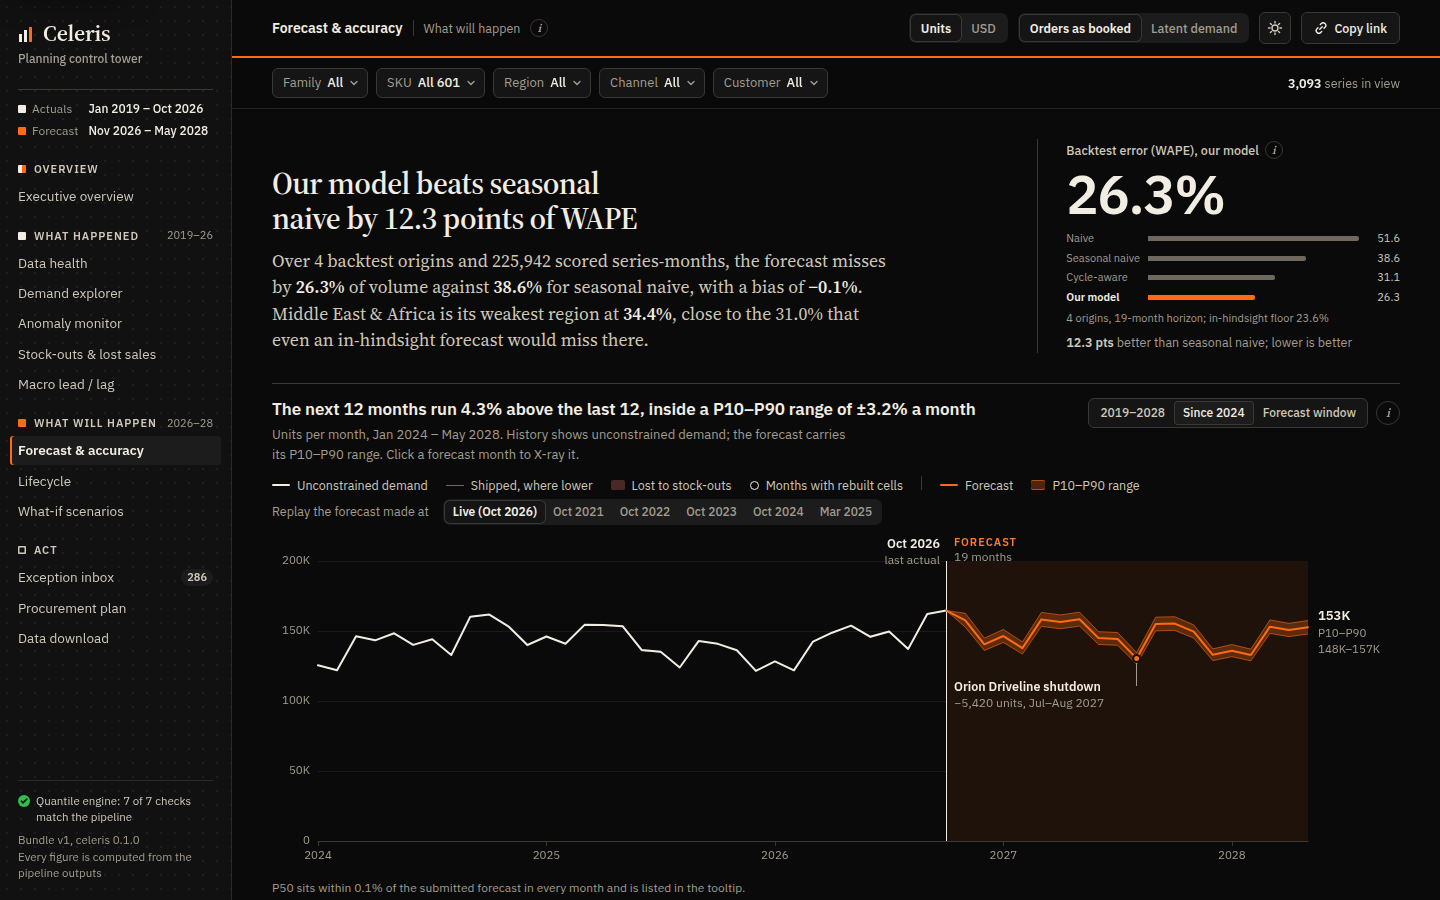 Celeris
Planning control tower
Actuals Jan 2019 – Oct 2026
Forecast Nov 2026 – May 2028
OVERVIEW
Executive overview
WHAT HAPPENED 2019–26
Data health
Demand explorer
Anomaly monitor
Stock-outs & lost sales
Macro lead / lag
WHAT WILL HAPPEN 2026–28
Forecast & accuracy
Lifecycle
What-if scenarios
ACT
Exception inbox 286
Procurement plan
Data download
Quantile engine: 7 of 7 checks
match the pipeline
Bundle v1, celeris 0.1.0
Every figure is computed from the
pipeline outputs
Forecast & accuracy What will happen i
Units USD Orders as booked Latent demand Copy link
Family All SKU All 601 Region All Channel All Customer All
3,093 series in view
Our model beats seasonal
naive by 12.3 points of WAPE
Over 4 backtest origins and 225,942 scored series-months, the forecast misses
by 26.3% of volume against 38.6% for seasonal naive, with a bias of −0.1%.
Middle East & Africa is its weakest region at 34.4%, close to the 31.0% that
even an in-hindsight forecast would miss there.
Backtest error (WAPE), our model i
26.3%
Naive 51.6
Seasonal naive 38.6
Cycle-aware 31.1
Our model 26.3
4 origins, 19-month horizon; in-hindsight floor 23.6%
12.3 pts better than seasonal naive; lower is better
The next 12 months run 4.3% above the last 12, inside a P10–P90 range of ±3.2% a month
2019–2028 Since 2024 Forecast window i
Units per month, Jan 2024 – May 2028. History shows unconstrained demand; the forecast carries
its P10–P90 range. Click a forecast month to X-ray it.
Unconstrained demand Shipped, where lower Lost to stock-outs Months with rebuilt cells Forecast P10–P90 range
Replay the forecast made at Live (Oct 2026) Oct 2021 Oct 2022 Oct 2023 Oct 2024 Mar 2025
Oct 2026
last actual
FORECAST
19 months
200K
150K
100K
50K
0
153K
P10–P90
148K–157K
Orion Driveline shutdown
−5,420 units, Jul–Aug 2027
2024 2025 2026 2027 2028
P50 sits within 0.1% of the submitted forecast in every month and is listed in the tooltip.